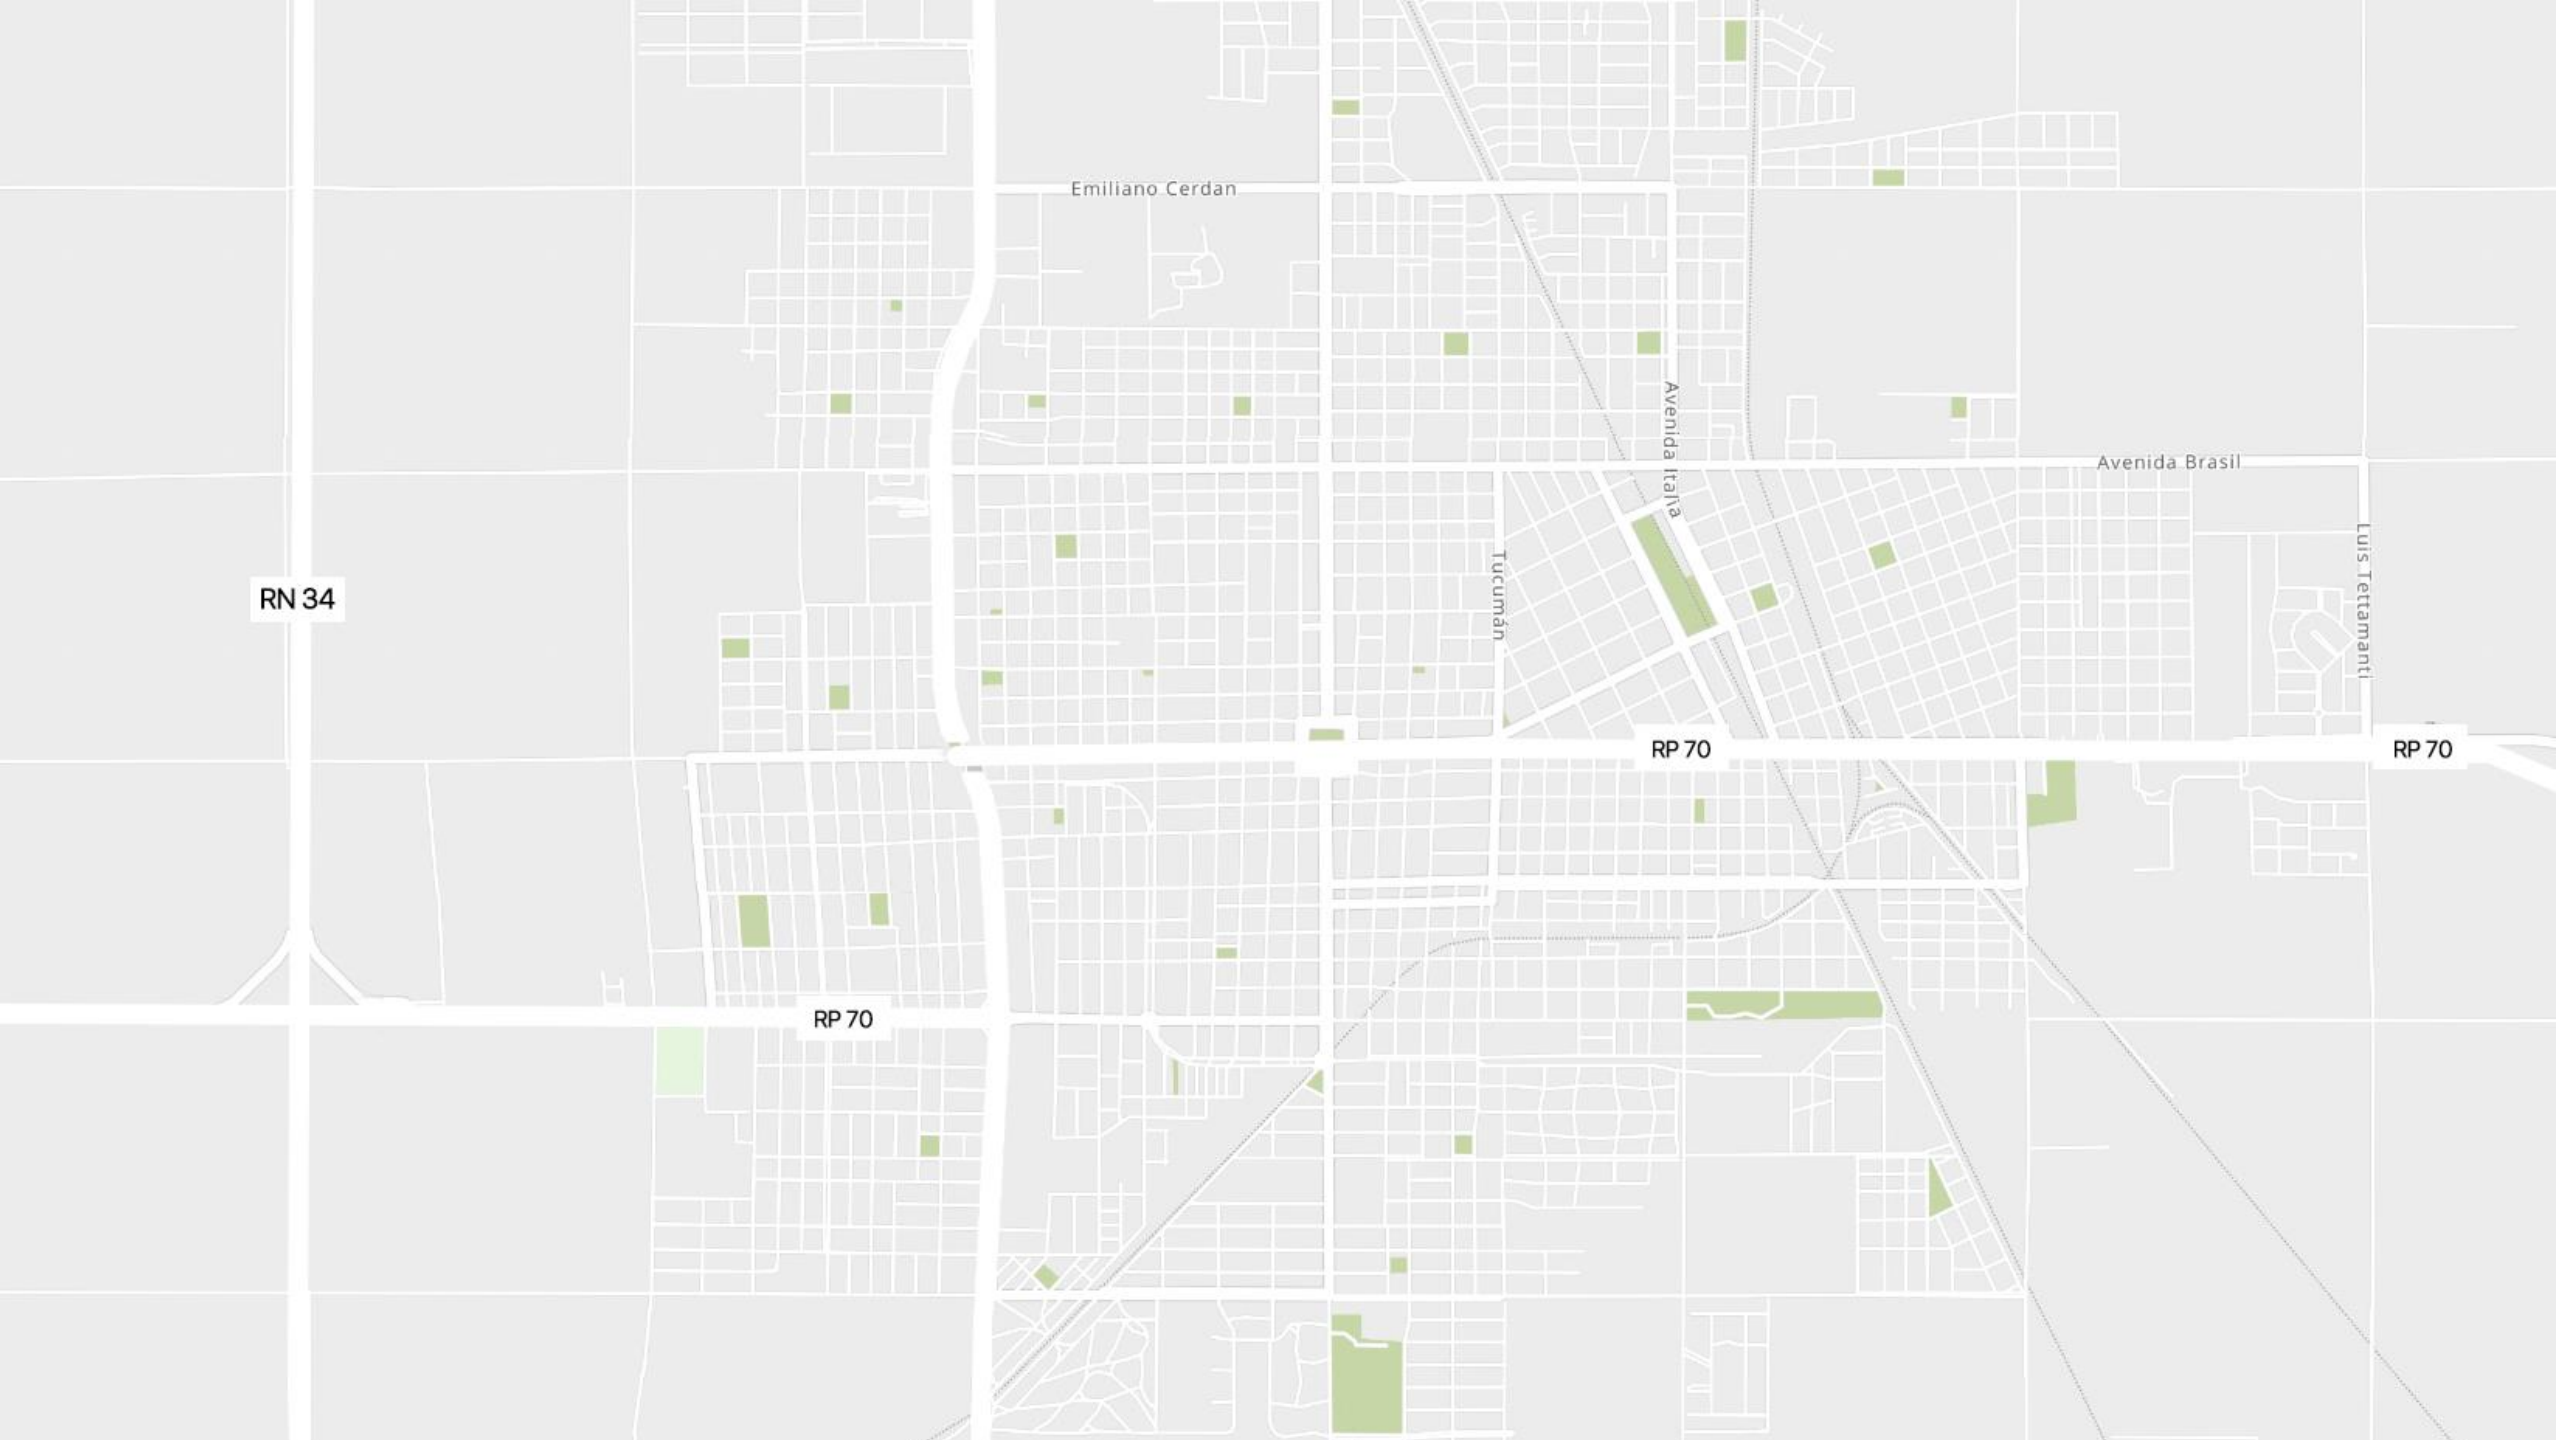 Emiliano Cerdan
Avenida Italia
Avenida Brasil
Tucumán
Luis Tettamanti
RN 34
RP 70
RP 70
RP 70